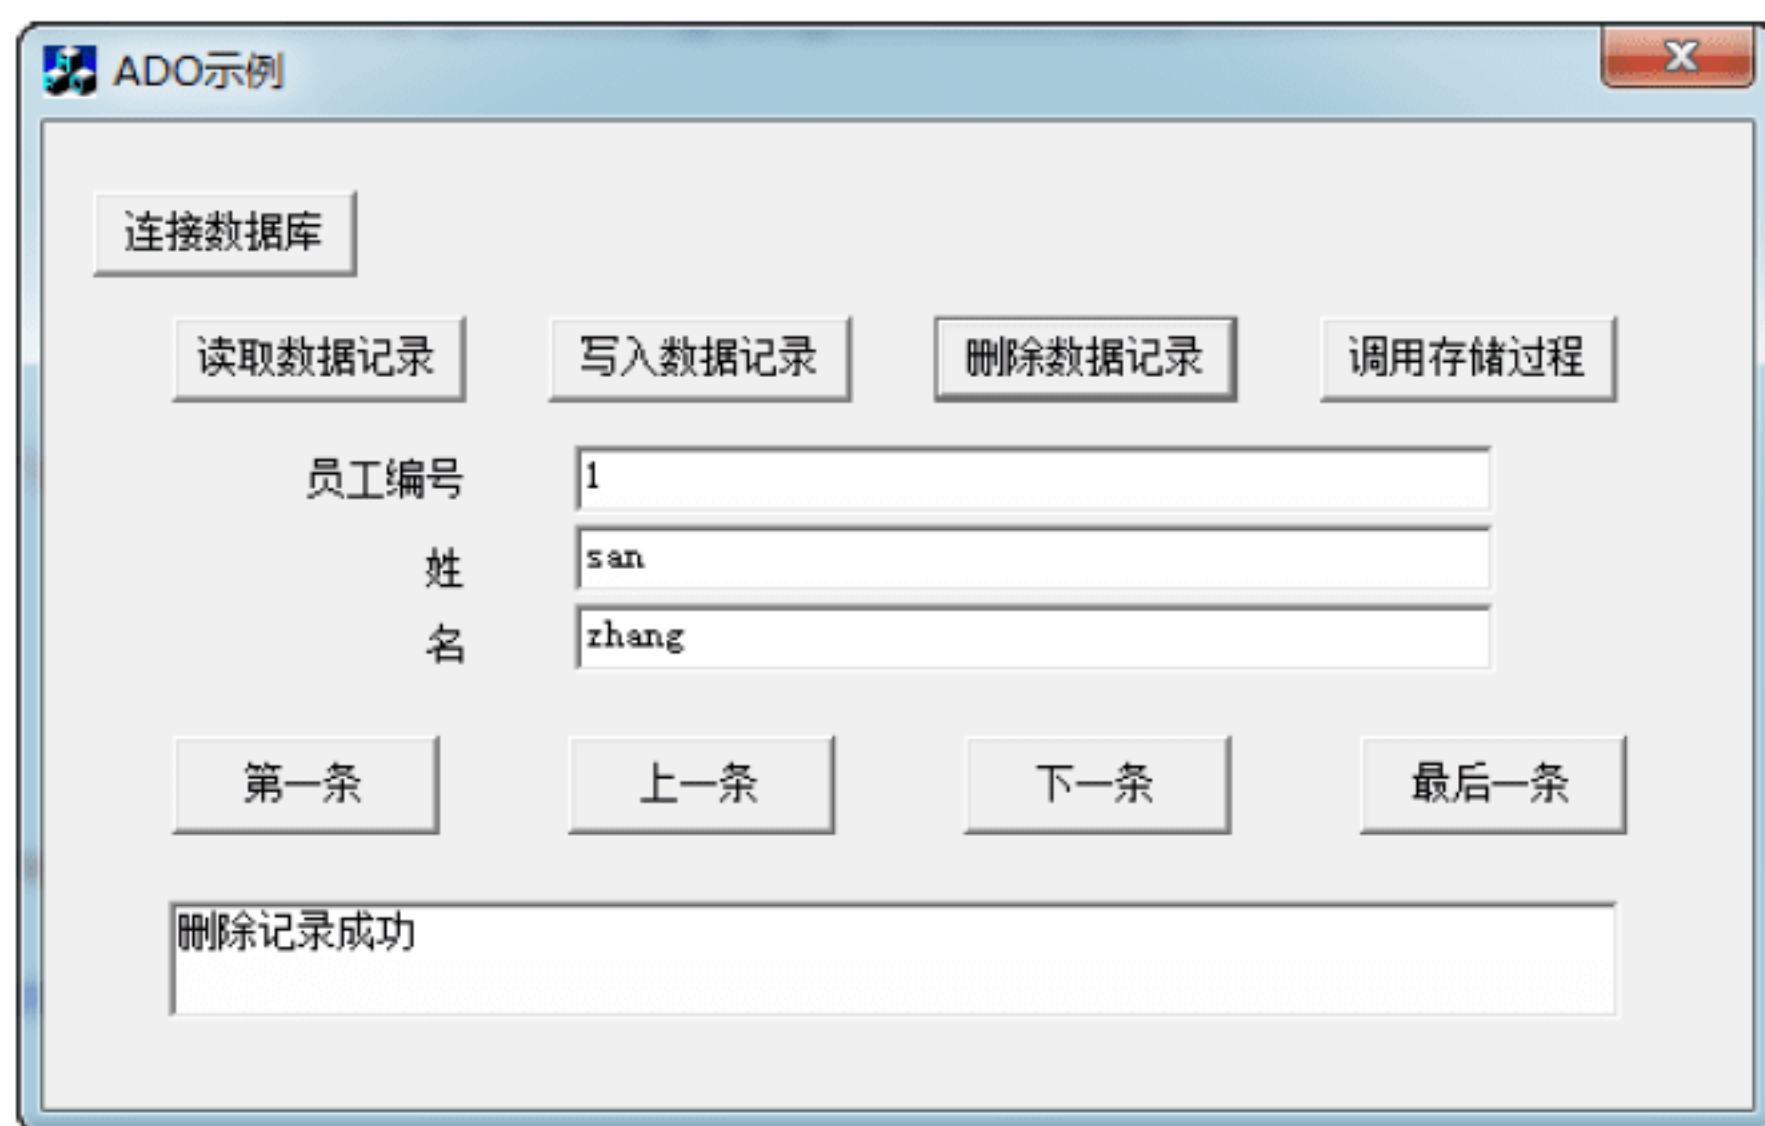 ADO示例
连接数据库
读取数据记录 写入数据记录 删除数据记录 调用存储过程
员工编号 1
姓 san
名 zhang
第一条 上一条 下一条 最后一条
删除记录成功